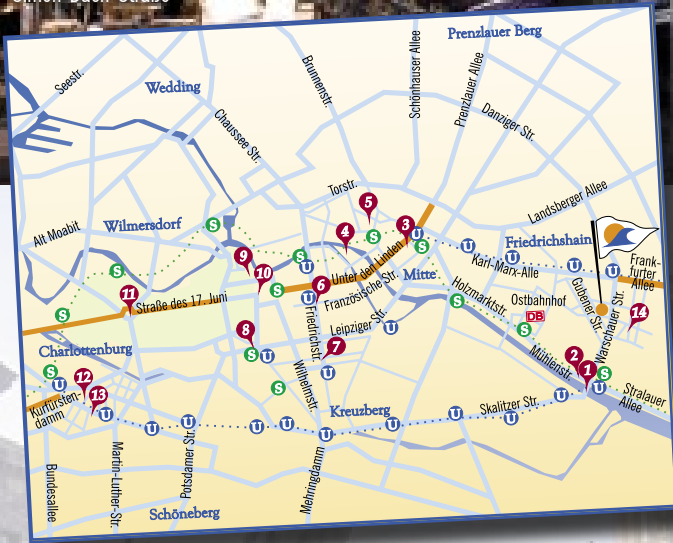 Simon-Dach-Straße
Prenzlauer Berg
Seestr.
Wedding
Brunnenstr.
Schönhauser Allee
Prenzlauer Allee
Chaussee Str.
Danziger Str.
Torstr.
5
Landsberger Allee
Alt Moabit
Wilmersdorf
S
4
S
3
U
S
Friedrichshain
9
10
S
U
Unter den Linden
U
U
U
U
Karl-Marx-Alle
Frank-
furter
Allee
S
11
Straße des 17. Juni
S
6
U
Französische Str.
Mitte
Holzmarktstr.
S
Ostbahnhof
DB
Gubener Str.
Warschauer Str.
14
S
8
S
U
Friedrichstr.
Leipziger Str.
U
7
S
Mühlenstr.
2
1
S
U
Stralauer
Allee
Charlottenburg
S
U
12
13
U
Kurfürsten-
damm
S
U
Wilhelmstr.
Kreuzberg
Skalitzer Str.
U
U
U
U
U
U
U
U
U
U
Bundesallee
Martin-Luther-Str.
Potsdamer Str.
Mehringdamm
Schöneberg